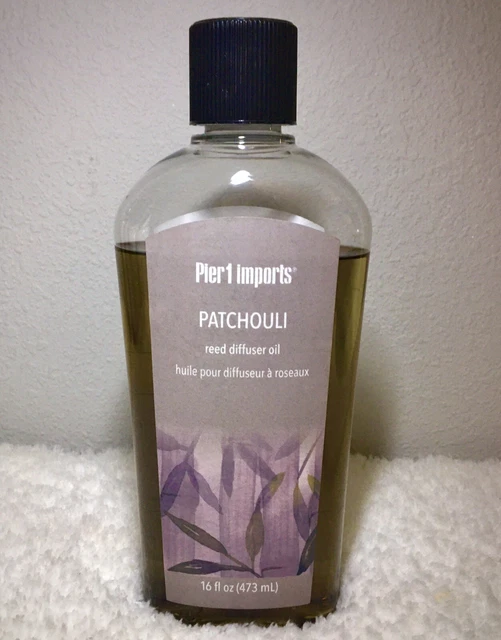 Pier1 imports®
PATCHOULI
reed diffuser oil
huile pour diffuseur à roseaux
16 fl oz (473 mL)